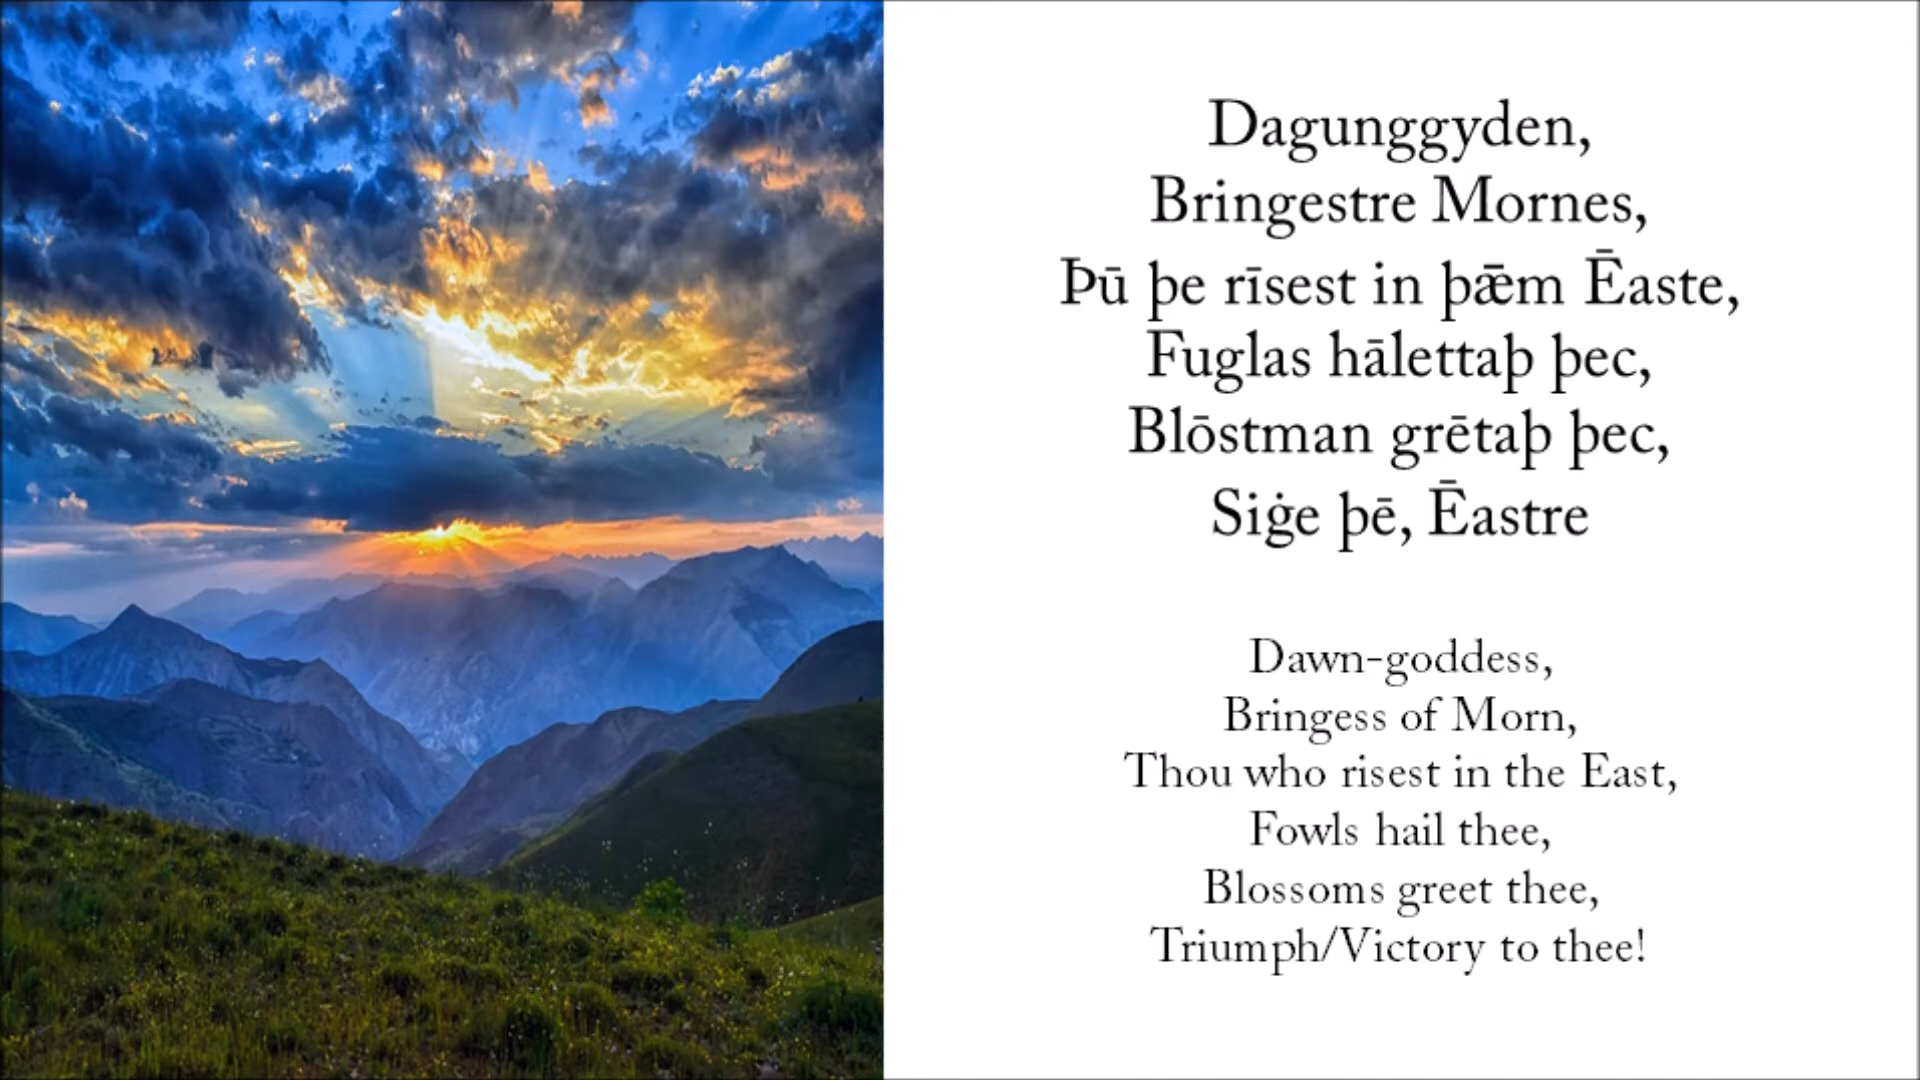 Dagunggyden,
Bringestre Mornes,
Þū þe rīsest in þǣm Ēaste,
Fuglas hālettaþ þec,
Blōstman grētaþ þec,
Siġe þē, Ēastre
Dawn-goddess,
Bringess of Morn,
Thou who risest in the East,
Fowls hail thee,
Blossoms greet thee,
Triumph/Victory to thee!